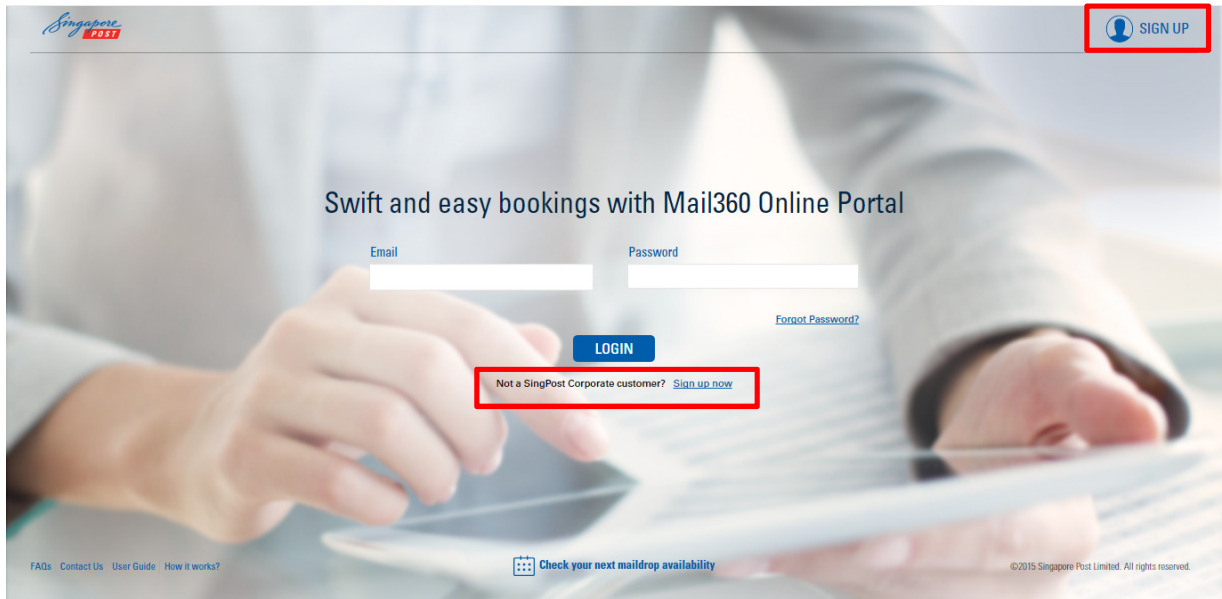 Singapore
POST
SIGN UP
Swift and easy bookings with Mail360 Online Portal
Email
Password
Forgot Password?
LOGIN
Not a SingPost Corporate customer? Sign up now
FAQs Contact Us User Guide How it works?
Check your next maildrop availability
©2015 Singapore Post Limited. All rights reserved.